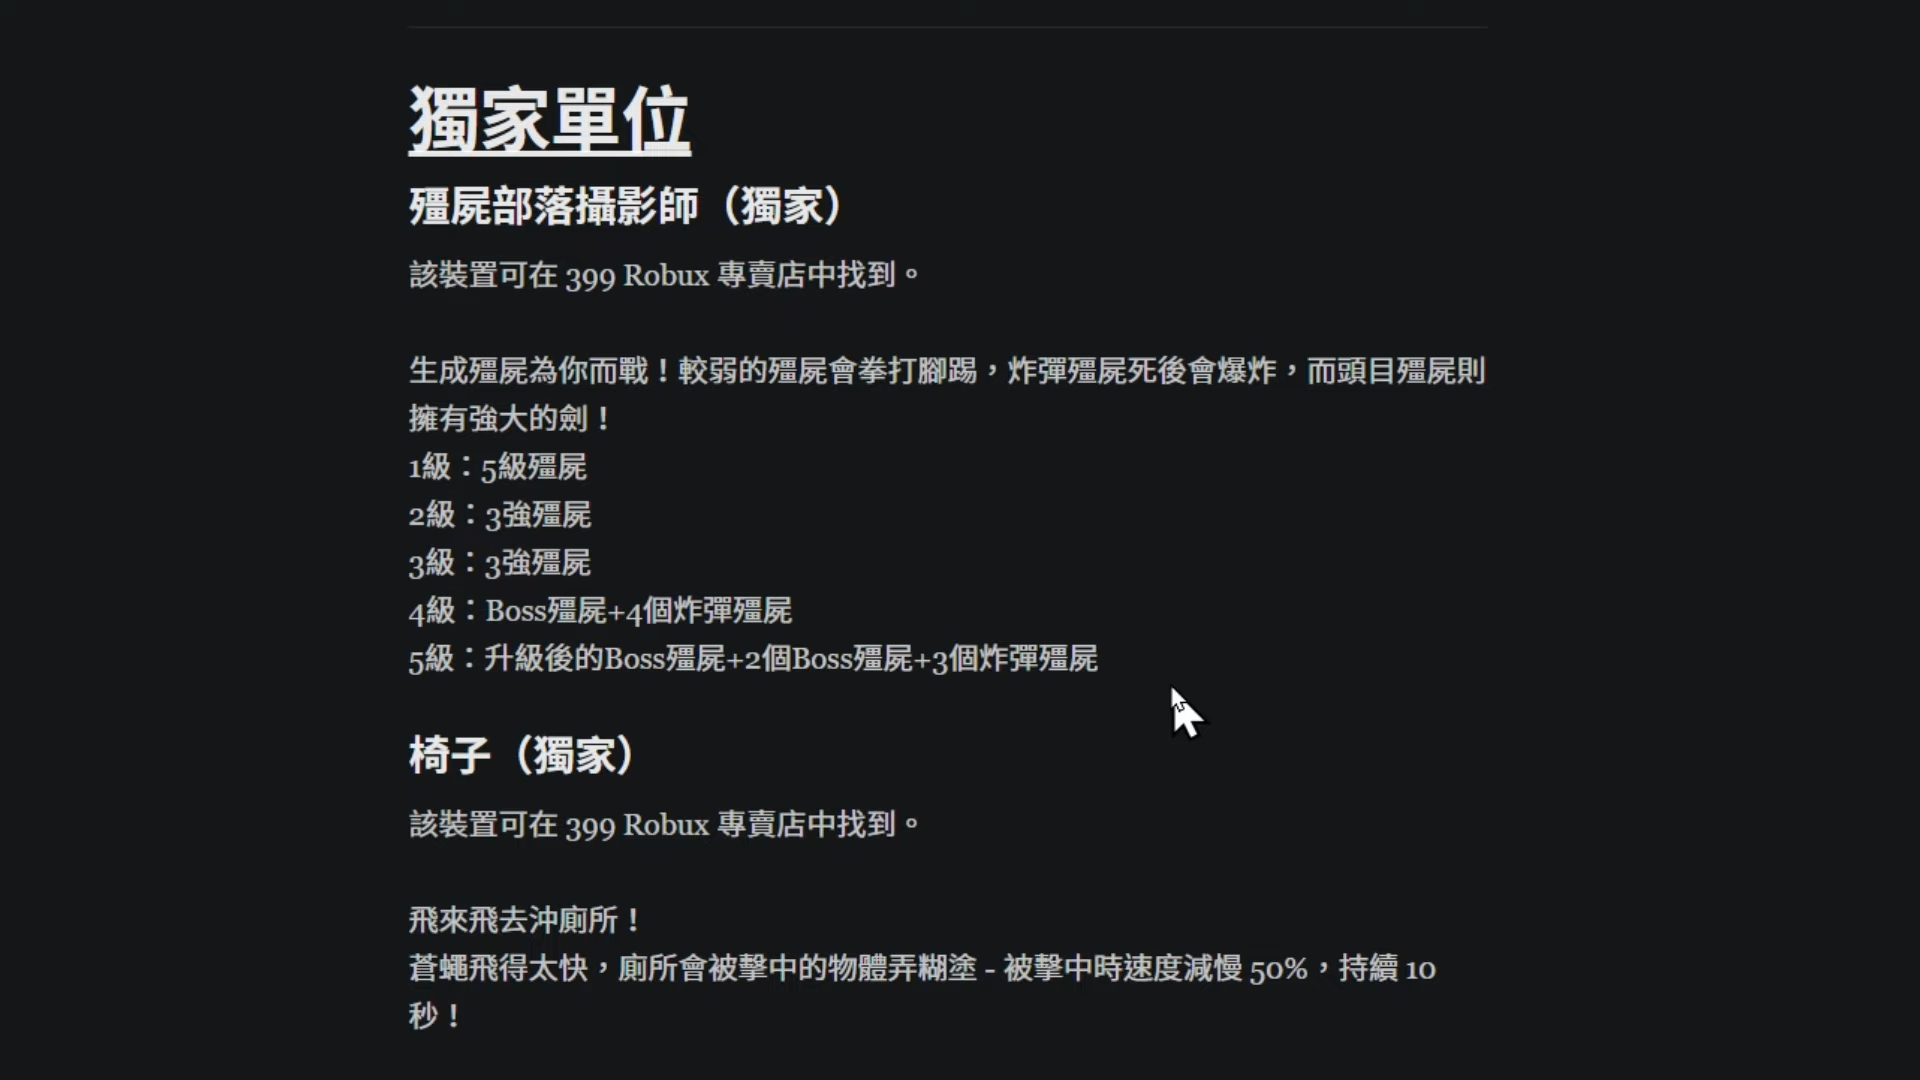 獨家單位
殭屍部落攝影師（獨家）
該裝置可在 399 Robux 專賣店中找到。
生成殭屍為你而戰！較弱的殭屍會拳打腳踢，炸彈殭屍死後會爆炸，而頭目殭屍則
擁有強大的劍！
1級：5級殭屍
2級：3強殭屍
3級：3強殭屍
4級：Boss殭屍+4個炸彈殭屍
5級：升級後的Boss殭屍+2個Boss殭屍+3個炸彈殭屍
椅子（獨家）
該裝置可在 399 Robux 專賣店中找到。
飛來飛去沖廁所！
蒼蠅飛得太快，廁所會被擊中的物體弄糊塗 - 被擊中時速度減慢 50%，持續 10
秒！